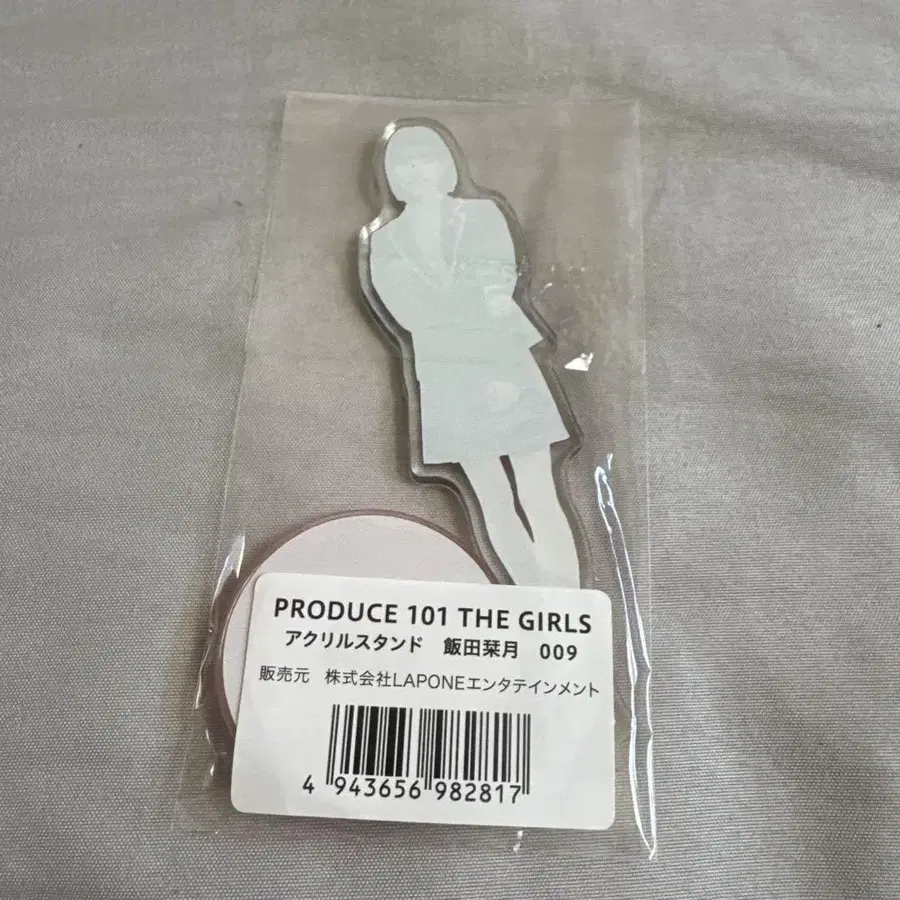 PRODUCE 101 THE GIRLS
アクリルスタンド 飯田栞月 009
販売元 株式会社LAPONEエンタテインメント
4 943656 982817